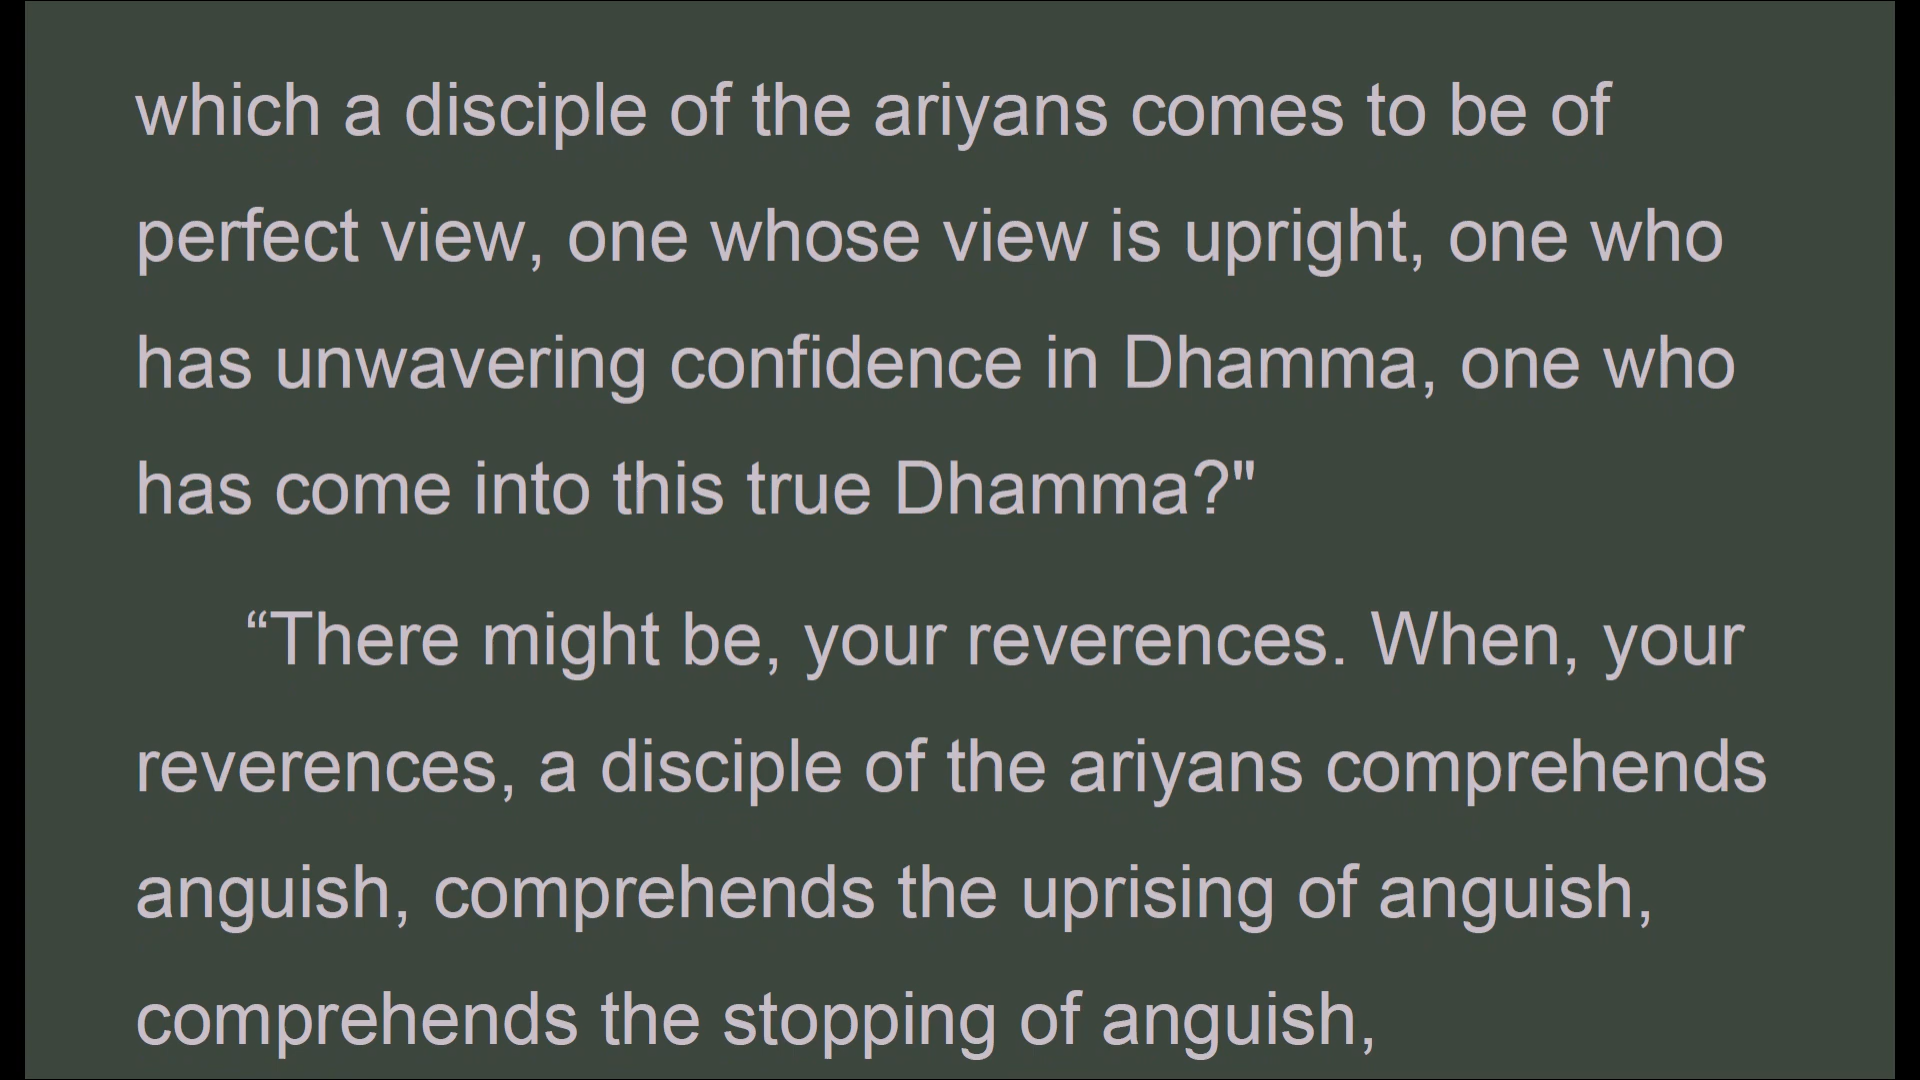 which a disciple of the ariyans comes to be of
perfect view, one whose view is upright, one who
has unwavering confidence in Dhamma, one who
has come into this true Dhamma?"
“There might be, your reverences. When, your
reverences, a disciple of the ariyans comprehends
anguish, comprehends the uprising of anguish,
comprehends the stopping of anguish,